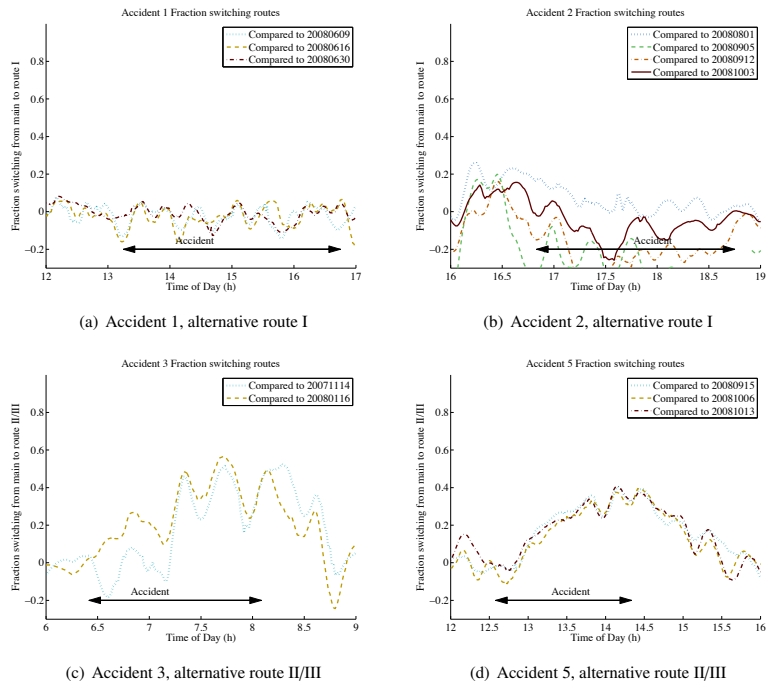 Accident 1 Fraction switching routes
Compared to 20080609
Compared to 20080616
Compared to 20080630
Fraction switching from main to route I
0.8
0.6
0.4
0.2
0
−0.2
Accident
12 13 14 15 16 17
Time of Day (h)
(a) Accident 1, alternative route I
Accident 2 Fraction switching routes
Compared to 20080801
Compared to 20080905
Compared to 20080912
Compared to 20081003
Fraction switching from main to route I
0.8
0.6
0.4
0.2
0
−0.2
Accident
16 16.5 17 17.5 18 18.5 19
Time of Day (h)
(b) Accident 2, alternative route I
Accident 3 Fraction switching routes
Compared to 20071114
Compared to 20080116
Fraction switching from main to route II/III
0.8
0.6
0.4
0.2
0
−0.2
Accident
6 6.5 7 7.5 8 8.5 9
Time of Day (h)
(c) Accident 3, alternative route II/III
Accident 5 Fraction switching routes
Compared to 20080915
Compared to 20081006
Compared to 20081013
Fraction switching from main to route II/III
0.8
0.6
0.4
0.2
0
−0.2
Accident
12 12.5 13 13.5 14 14.5 15 15.5 16
Time of Day (h)
(d) Accident 5, alternative route II/III